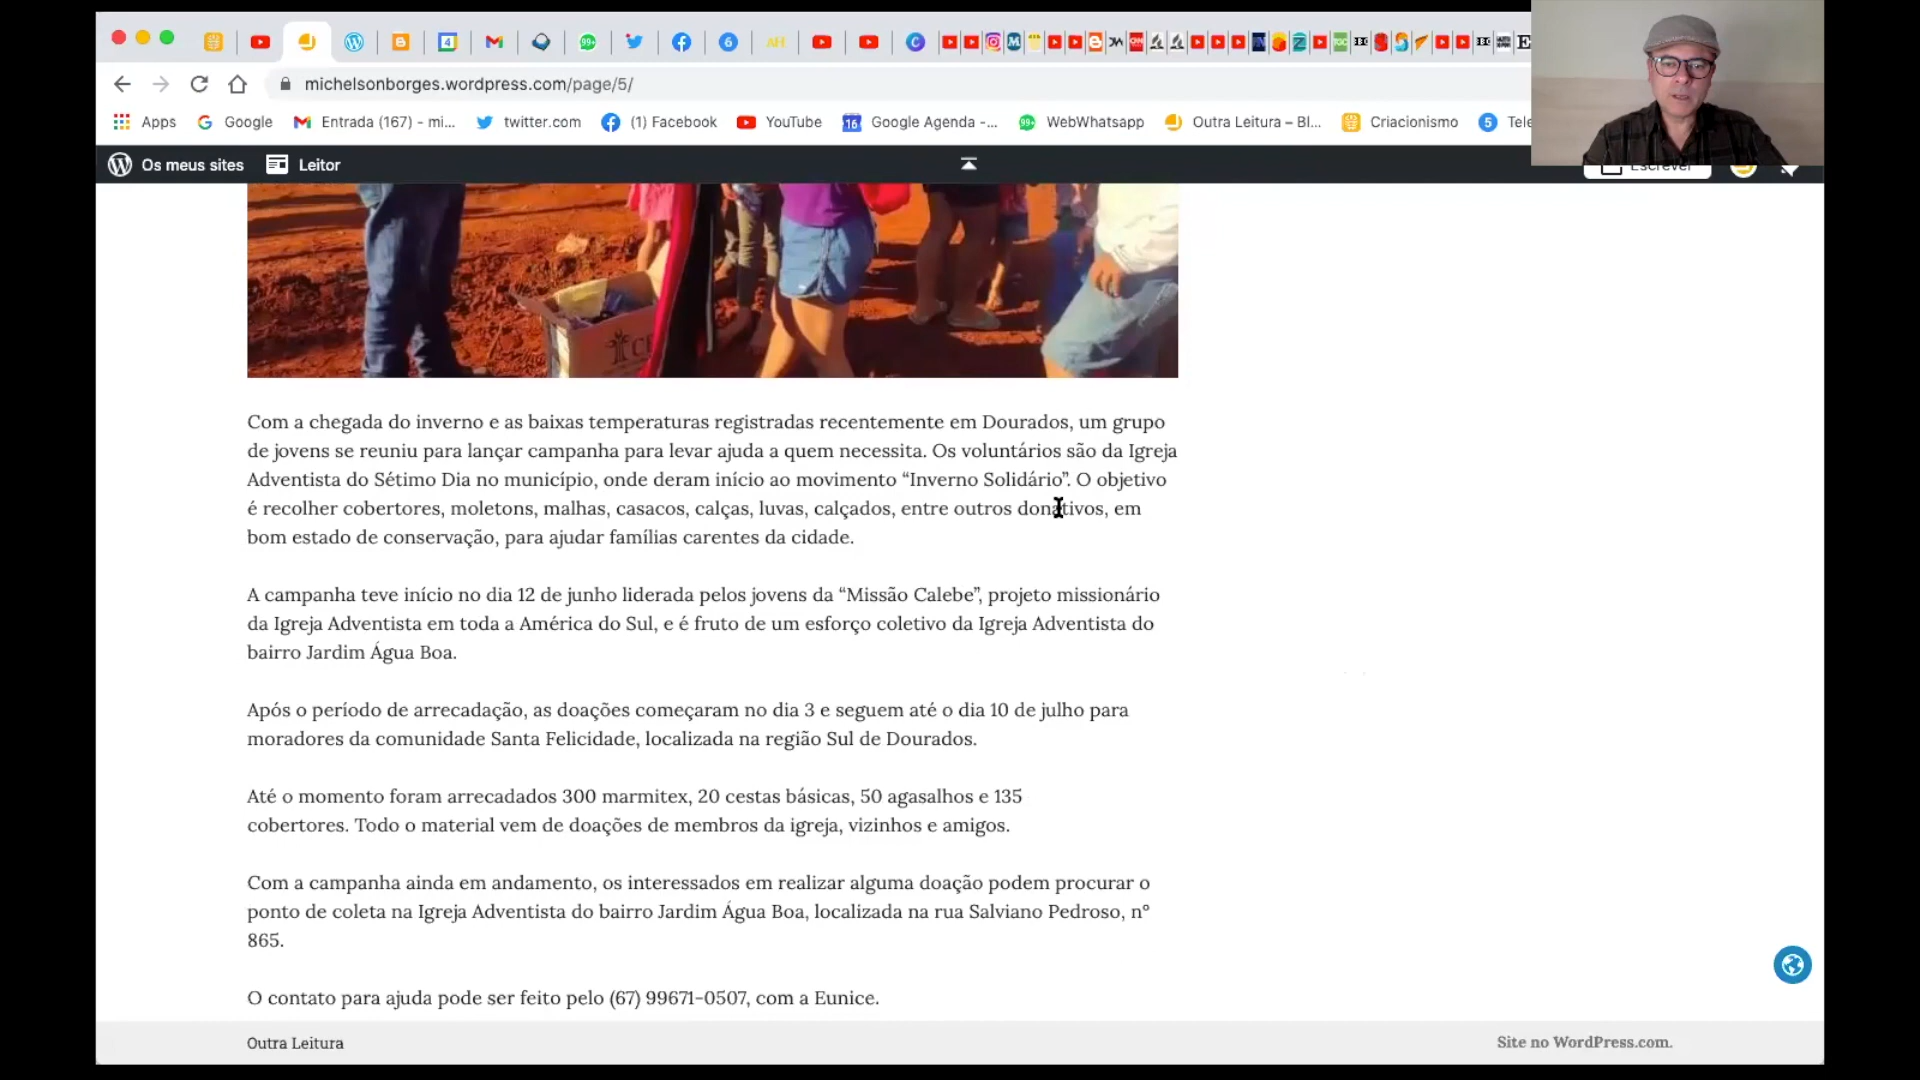 michelsonborges.wordpress.com/page/5/
Apps Google Entrada (167) – mi... twitter.com (1) Facebook YouTube Google Agenda -... WebWhatsapp Outra Leitura – Bl... Criacionismo Tele
Os meus sites Leitor Escrever
Com a chegada do inverno e as baixas temperaturas registradas recentemente em Dourados, um grupo
de jovens se reuniu para lançar campanha para levar ajuda a quem necessita. Os voluntários são da Igreja
Adventista do Sétimo Dia no município, onde deram início ao movimento “Inverno Solidário”. O objetivo
é recolher cobertores, moletons, malhas, casacos, calças, luvas, calçados, entre outros donativos, em
bom estado de conservação, para ajudar famílias carentes da cidade.
A campanha teve início no dia 12 de junho liderada pelos jovens da “Missão Calebe”, projeto missionário
da Igreja Adventista em toda a América do Sul, e é fruto de um esforço coletivo da Igreja Adventista do
bairro Jardim Água Boa.
Após o período de arrecadação, as doações começaram no dia 3 e seguem até o dia 10 de julho para
moradores da comunidade Santa Felicidade, localizada na região Sul de Dourados.
Até o momento foram arrecadados 300 marmitex, 20 cestas básicas, 50 agasalhos e 135
cobertores. Todo o material vem de doações de membros da igreja, vizinhos e amigos.
Com a campanha ainda em andamento, os interessados em realizar alguma doação podem procurar o
ponto de coleta na Igreja Adventista do bairro Jardim Água Boa, localizada na rua Salviano Pedroso, nº
865.
O contato para ajuda pode ser feito pelo (67) 99671-0507, com a Eunice.
Outra Leitura
Site no WordPress.com.